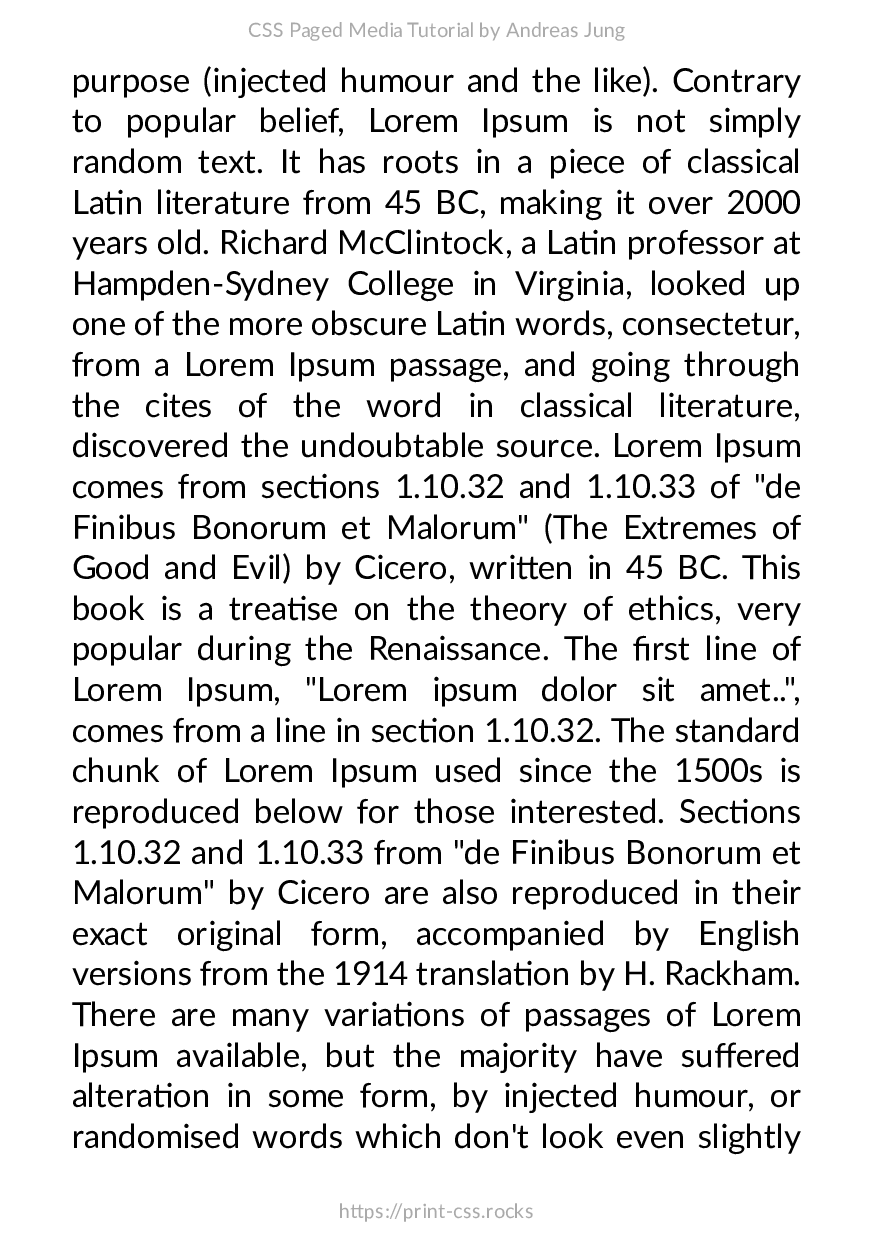 CSS Paged Media Tutorial by Andreas Jung
purpose (injected humour and the like). Contrary
to popular belief, Lorem Ipsum is not simply
random text. It has roots in a piece of classical
Latin literature from 45 BC, making it over 2000
years old. Richard McClintock, a Latin professor at
Hampden-Sydney College in Virginia, looked up
one of the more obscure Latin words, consectetur,
from a Lorem Ipsum passage, and going through
the cites of the word in classical literature,
discovered the undoubtable source. Lorem Ipsum
comes from sections 1.10.32 and 1.10.33 of "de
Finibus Bonorum et Malorum" (The Extremes of
Good and Evil) by Cicero, written in 45 BC. This
book is a treatise on the theory of ethics, very
popular during the Renaissance. The first line of
Lorem Ipsum, "Lorem ipsum dolor sit amet..",
comes from a line in section 1.10.32. The standard
chunk of Lorem Ipsum used since the 1500s is
reproduced below for those interested. Sections
1.10.32 and 1.10.33 from "de Finibus Bonorum et
Malorum" by Cicero are also reproduced in their
exact original form, accompanied by English
versions from the 1914 translation by H. Rackham.
There are many variations of passages of Lorem
Ipsum available, but the majority have suffered
alteration in some form, by injected humour, or
randomised words which don't look even slightly
https://print-css.rocks